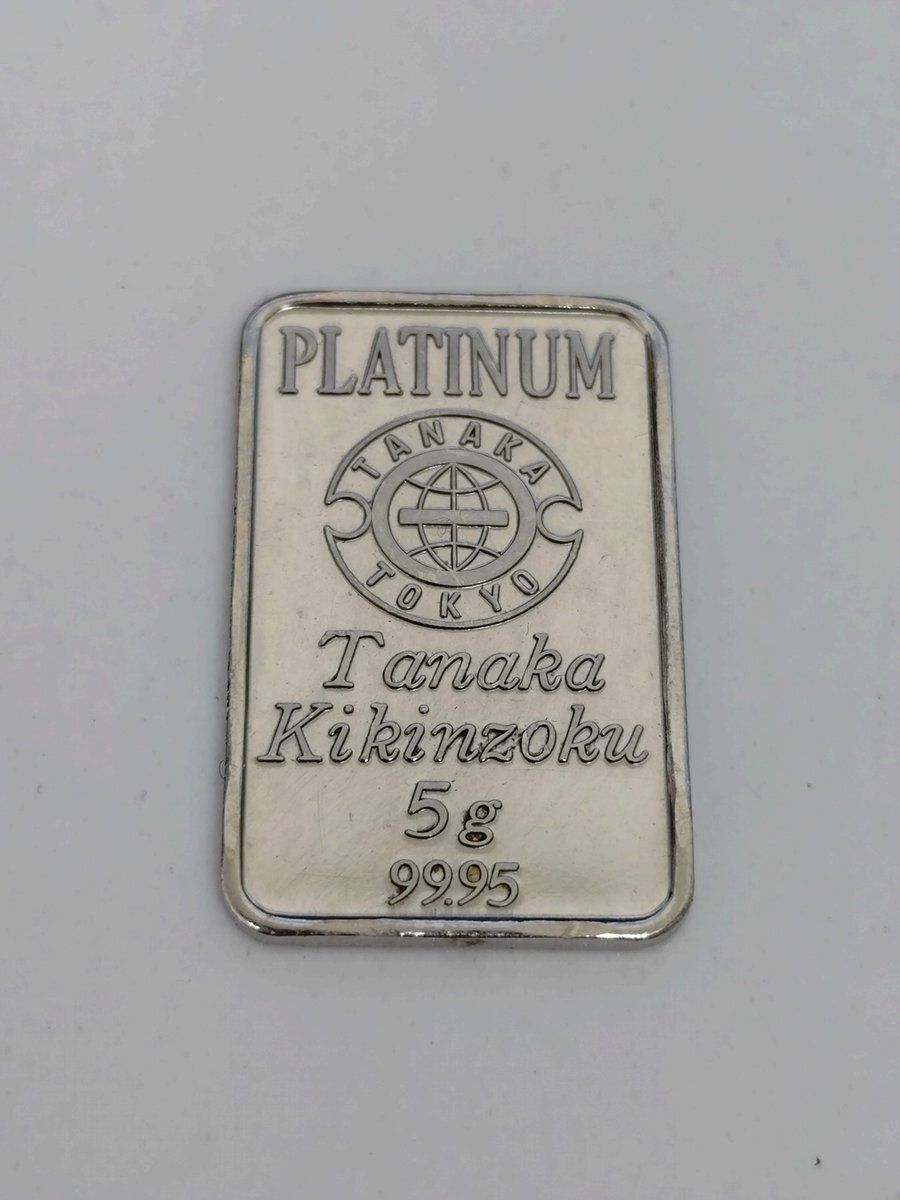 PLATINUM
TANAKA
TOKYO
Tanaka
Kikinzoku
5g
99.95